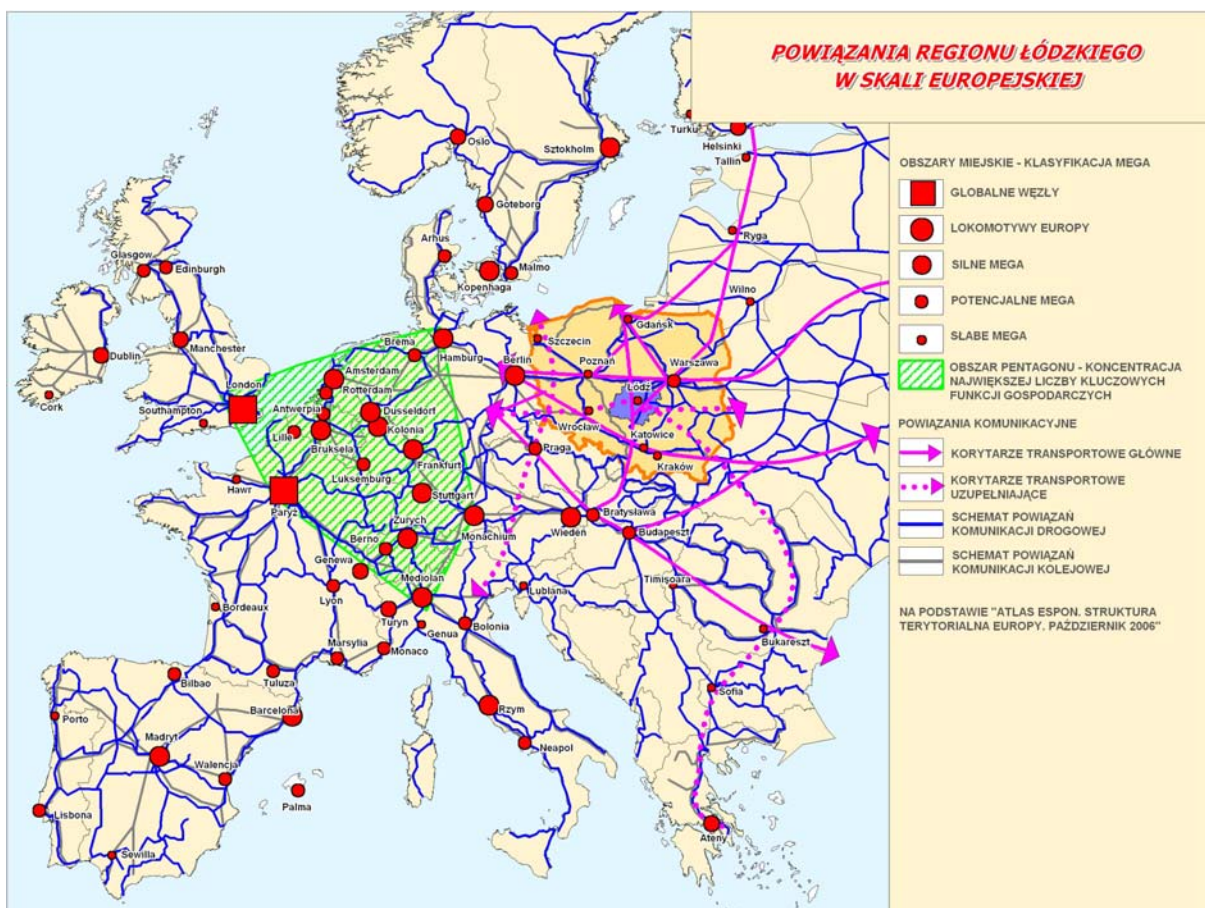 POWIĄZANIA REGIONU ŁÓDZKIEGO
W SKALI EUROPEJSKIEJ
OBSZARY MIEJSKIE - KLASYFIKACJA MEGA
GLOBALNE WĘZŁY
LOKOMOTYWY EUROPY
SILNE MEGA
POTENCJALNE MEGA
SŁABE MEGA
OBSZAR PENTAGONU - KONCENTRACJA
NAJWIĘKSZEJ LICZBY KLUCZOWYCH
FUNKCJI GOSPODARCZYCH
POWIĄZANIA KOMUNIKACYJNE
KORYTARZE TRANSPORTOWE GŁÓWNE
KORYTARZE TRANSPORTOWE
UZUPEŁNIAJĄCE
SCHEMAT POWIĄZAŃ
KOMUNIKACJI DROGOWEJ
SCHEMAT POWIĄZAŃ
KOMUNIKACJI KOLEJOWEJ
NA PODSTAWIE "ATLAS ESPON. STRUKTURA
TERYTORIALNA EUROPY. PAŹDZIERNIK 2006"
Turku
Helsinki
Tallin
Oslo
Sztokholm
Göteborg
Ryga
Arhus
Glasgow
Edinburgh
Kopenhaga
Malmo
Wilno
Gdańsk
Dublin
Manchester
Brema
Hamburg
Szczecin
Berlin
Poznań
Warszawa
Amsterdam
Rotterdam
London
Łódź
Cork
Southampton
Antwerpia
Dusseldorf
Lille
Kolonia
Wrocław
Katowice
Bruksela
Praga
Kraków
Frankfurt
Luksemburg
Hawr
Stuttgart
Paryż
Zurych
Monachium
Wiedeń
Bratysława
Budapeszt
Berno
Genewa
Mediolan
Lyon
Lublana
Timişoara
Bordeaux
Turyn
Genua
Bolonia
Bukareszt
Marsylia
Monaco
Bilbao
Tuluza
Sofia
Porto
Barcelona
Rzym
Madryt
Neapol
Walencja
Palma
Lisbona
Ateny
Sewilla